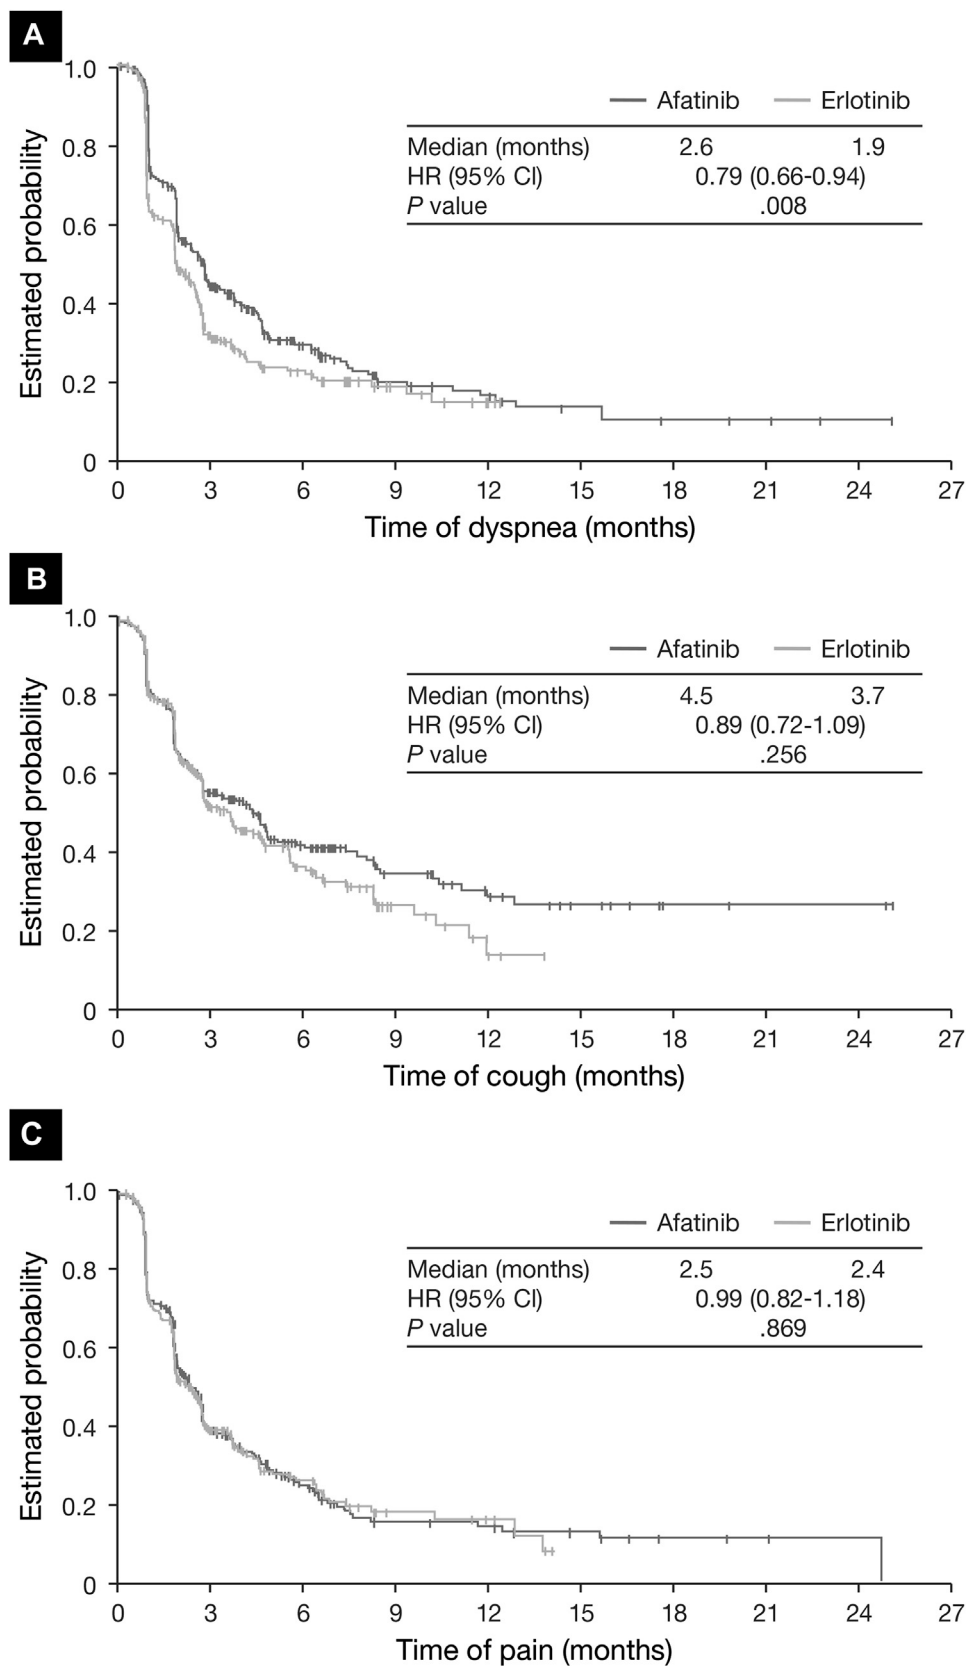 A
Afatinib Erlotinib
Median (months) 2.6 1.9
HR (95% CI) 0.79 (0.66-0.94)
P value .008
Estimated probability
1.0
0.8
0.6
0.4
0.2
0
0 3 6 9 12 15 18 21 24 27
Time of dyspnea (months)
B
Afatinib Erlotinib
Median (months) 4.5 3.7
HR (95% CI) 0.89 (0.72-1.09)
P value .256
Estimated probability
1.0
0.8
0.6
0.4
0.2
0
0 3 6 9 12 15 18 21 24 27
Time of cough (months)
C
Afatinib Erlotinib
Median (months) 2.5 2.4
HR (95% CI) 0.99 (0.82-1.18)
P value .869
Estimated probability
1.0
0.8
0.6
0.4
0.2
0
0 3 6 9 12 15 18 21 24 27
Time of pain (months)